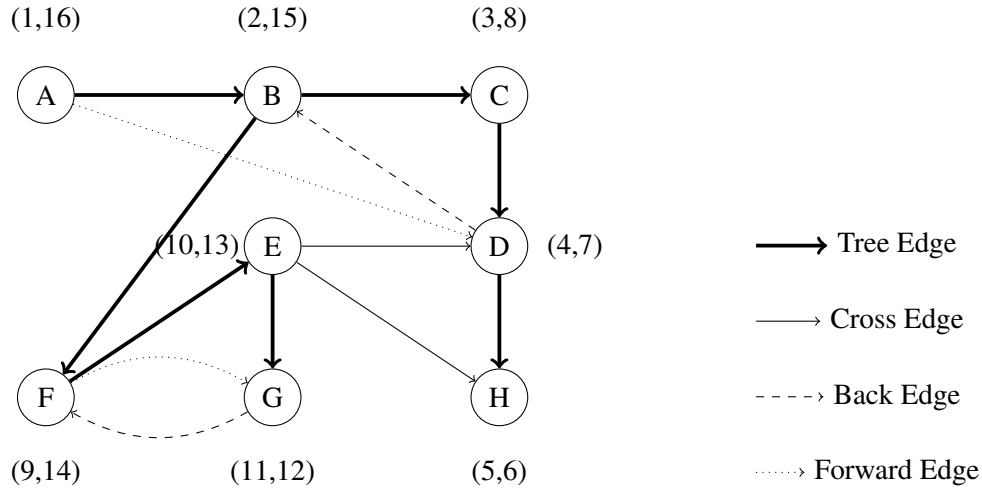 (1,16) (2,15) (3,8)
A B C
(10,13) E D (4,7)
Tree Edge
Cross Edge
F G H
Back Edge
(9,14) (11,12) (5,6)
Forward Edge